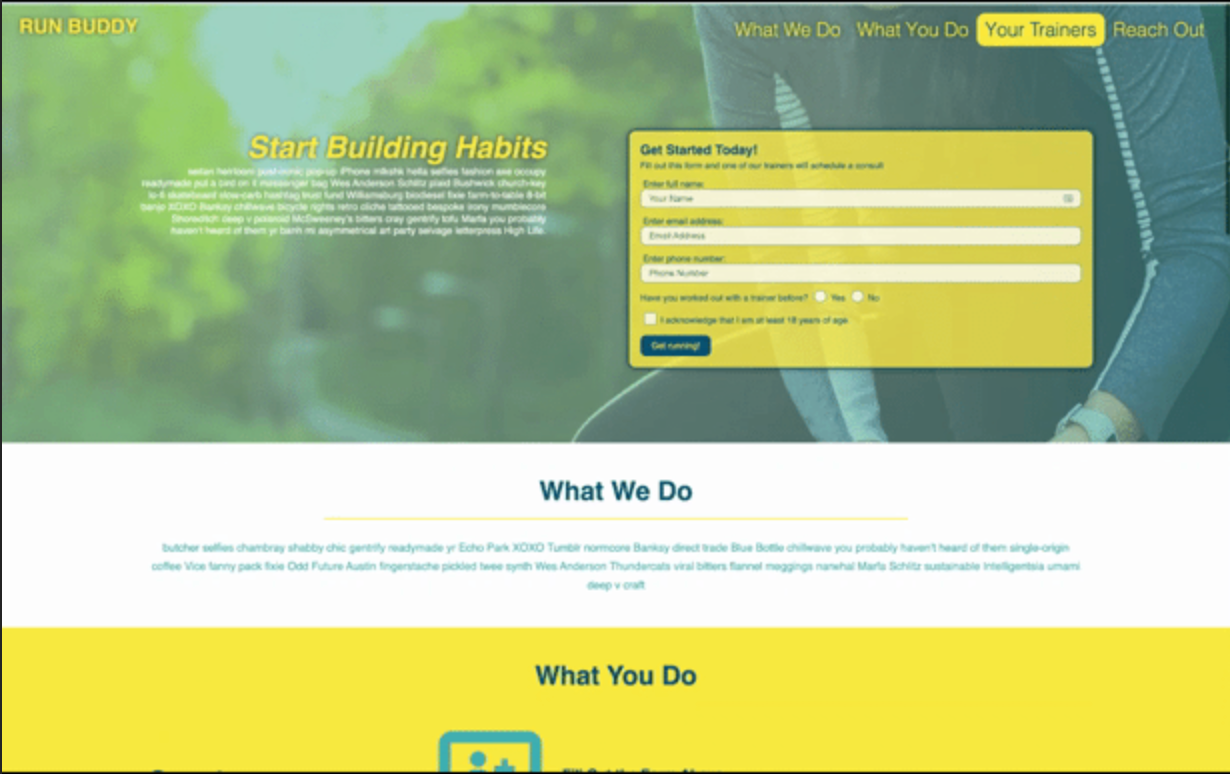 RUN BUDDY
What We Do What You Do Your Trainers Reach Out
Start Building Habits
seitan heirloom post-ironic pop-up iPhone mlkshk hella selfies fashion axe occupy
readymade put a bird on it messenger bag Wes Anderson Schlitz plaid Bushwick church-key
lo-fi skateboard vice-carb hashtag trust fund Williamsburg biodiesel fixie farm-to-table 8-bit
banjo XOXO Banksy chillwave bicycle rights retro cliche tattooed bespoke irony mumblecore
Shoreditch deep v polaroid McSweeney's bitters cray gentrify tofu Marfa you probably
haven't heard of them yr banh mi asymmetrical art party selvage letterpress High Life.
Get Started Today!
Fill out this form and one of our trainers will schedule a consult
Enter full name:
Your Name
Enter email address:
Email Address
Enter phone number:
Phone Number
Have you worked out with a trainer before? Yes No
I acknowledge that I am at least 18 years of age
Get running!
What We Do
butcher selfies chambray shabby chic gentrify readymade yr Echo Park XOXO Tumblr normcore Banksy direct trade Blue Bottle chillwave you probably haven't heard of them single-origin
coffee Vice fanny pack fixie Odd Future Austin fingerstache pickled twee synth Wes Anderson Thundercats viral bitters flannel meggings narwhal Marfa Schlitz sustainable Intelligentsia umami
deep v craft
What You Do